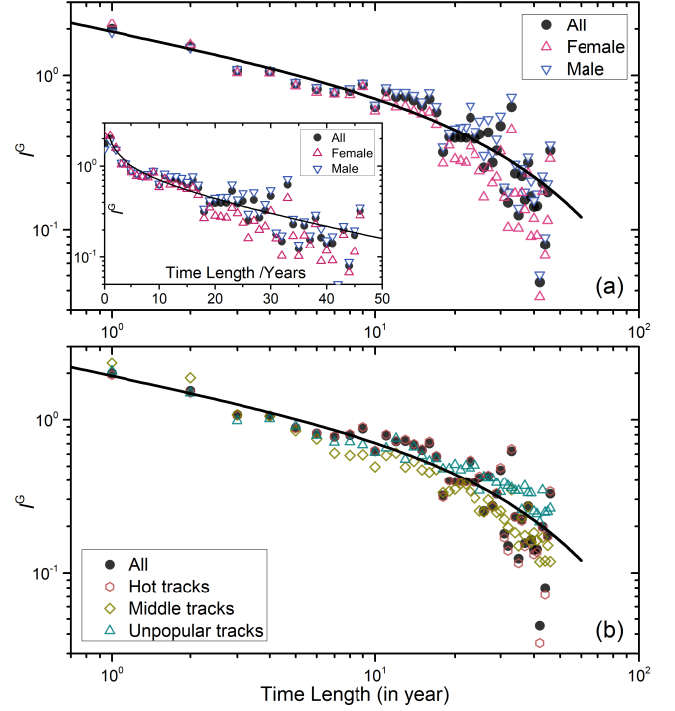 10⁰
10⁻¹
f^G
All
Female
Male
(a)
10⁰
10¹
10²
10⁰
10⁻¹
f^G
All
Female
Male
Time Length /Years
0 10 20 30 40 50
10⁰
10⁻¹
f^G
All
Hot tracks
Middle tracks
Unpopular tracks
(b)
10⁰
10¹
10²
Time Length (in year)